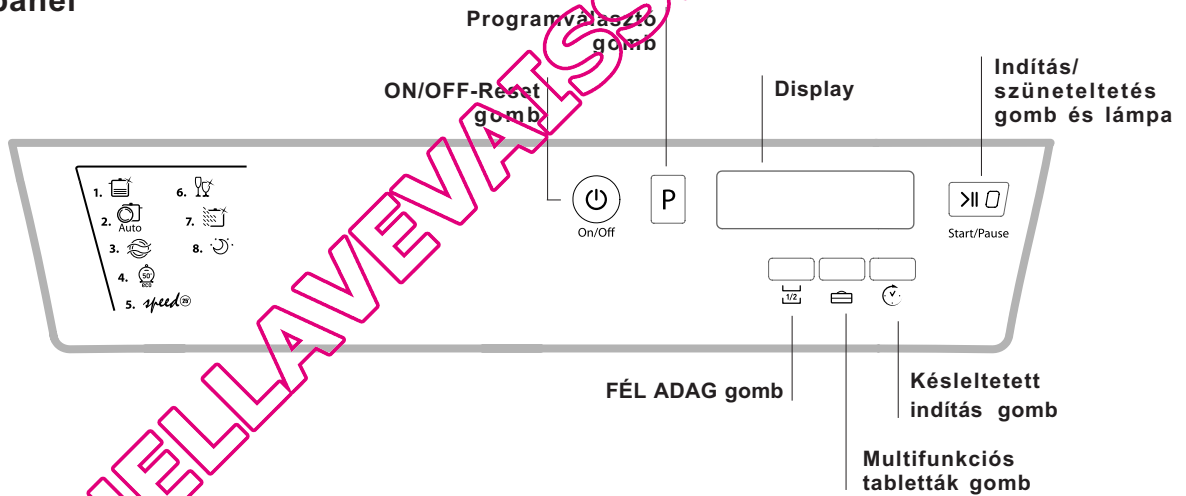 panel
Programválasztó
gomb
ON/OFF-Reset
gomb
Display
Indítás/
szüneteltetés
gomb és lámpa
1.
2. Auto
3.
4. 50° eco
5. speed
6.
7.
8.
On/Off
P
Start/Pause
1/2
FÉL ADAG gomb
Késleltetett
indítás gomb
Multifunkciós
tabletták gomb